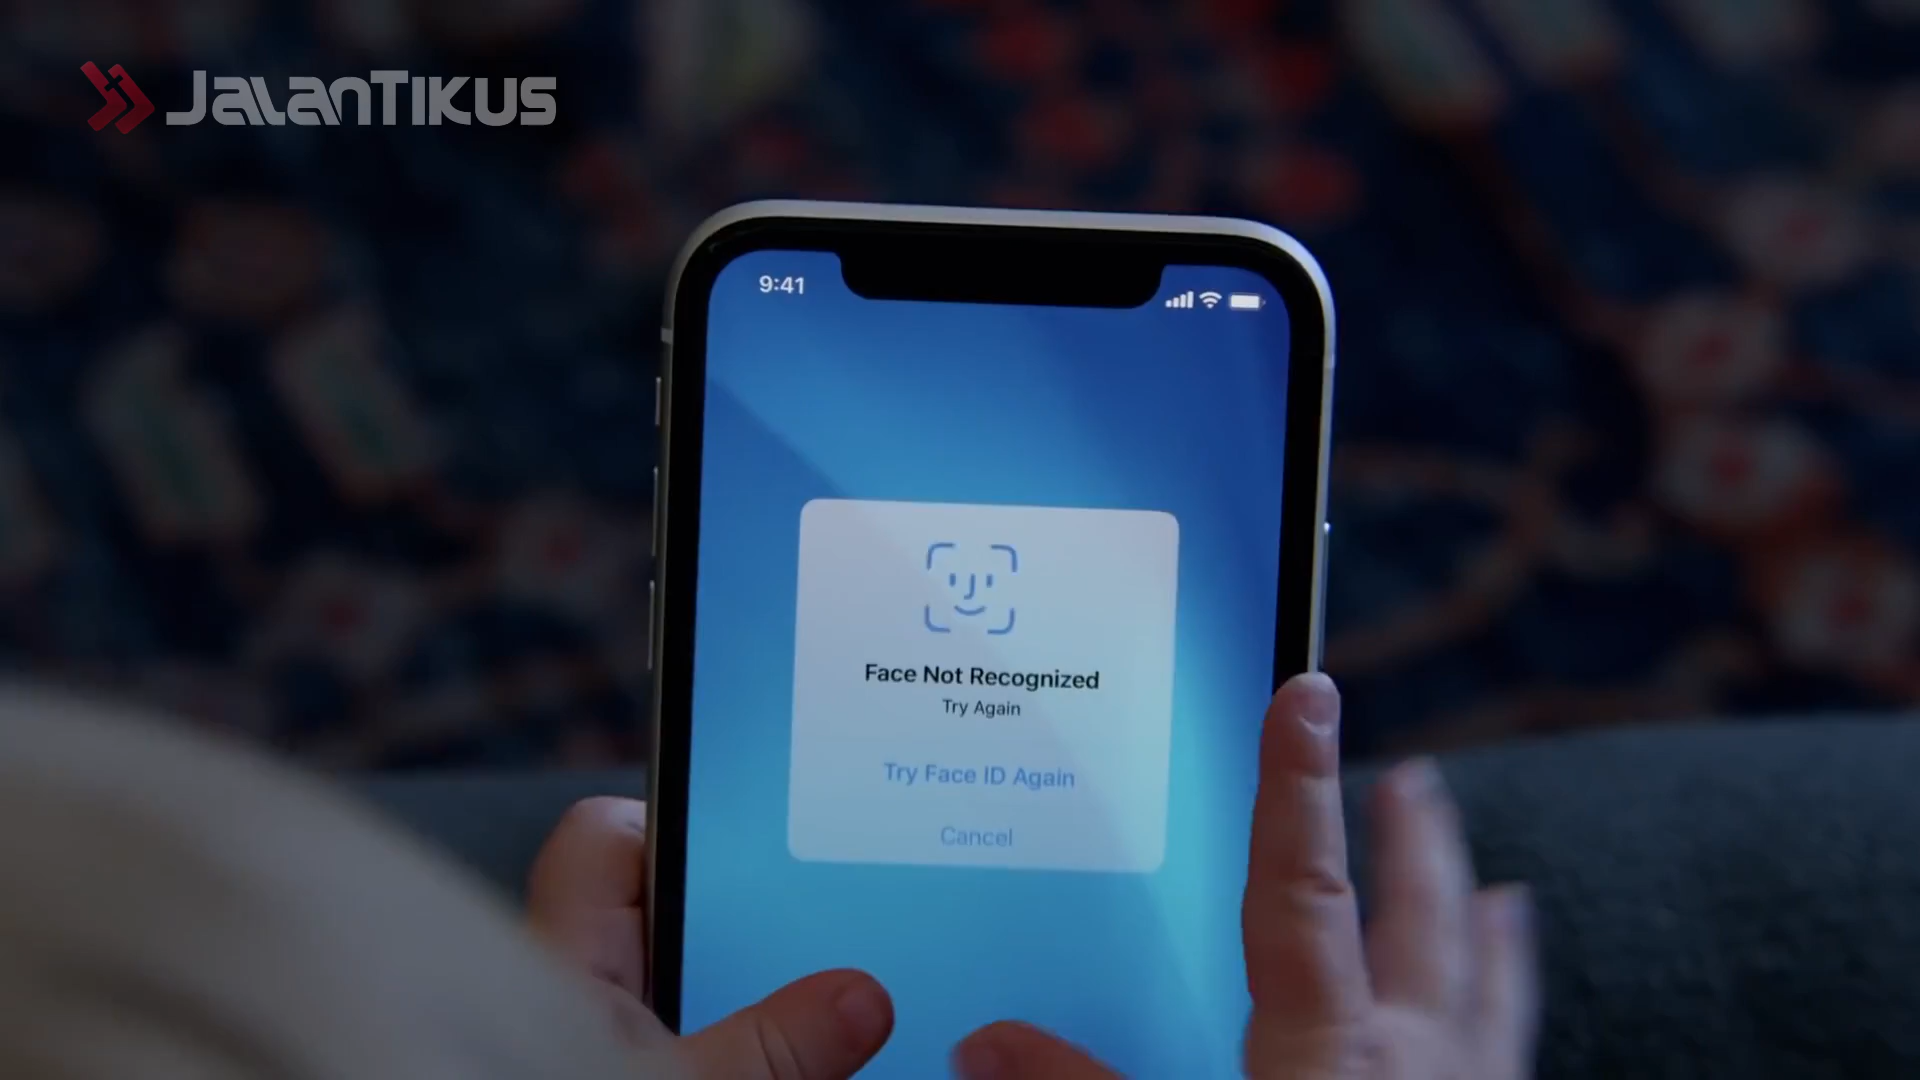 JALANTIKUS
9:41
Face Not Recognized
Try Again
Try Face ID Again
Cancel